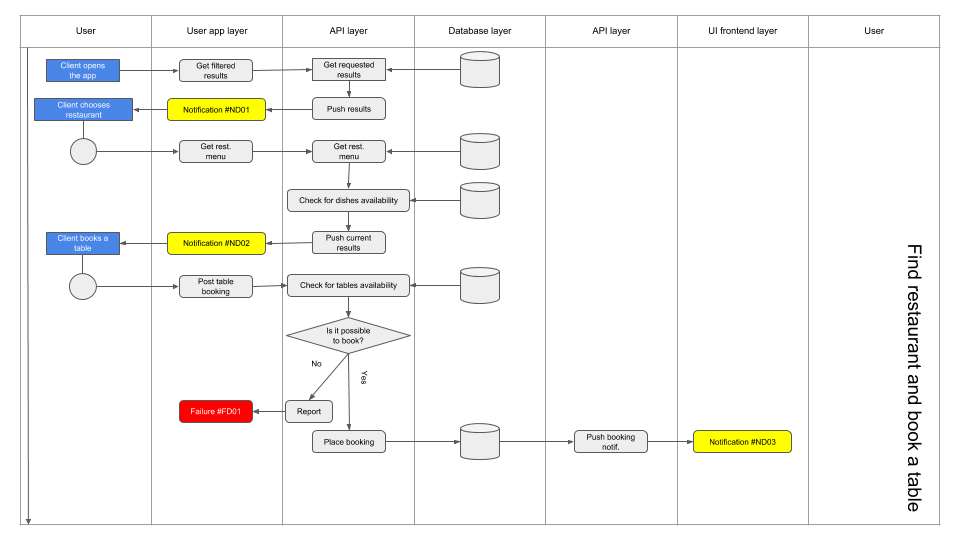 User
User app layer
API layer
Database layer
API layer
UI frontend layer
User
Client opens
the app
Get filtered
results
Get requested
results
Client chooses
restaurant
Notification #ND01
Push results
Get rest.
menu
Get rest.
menu
Check for dishes availability
Client books a
table
Notification #ND02
Push current
results
Post table
booking
Check for tables availability
Is it possible
to book?
No
Yes
Failure #FD01
Report
Place booking
Push booking
notif.
Notification #ND03
Find restaurant and book a table